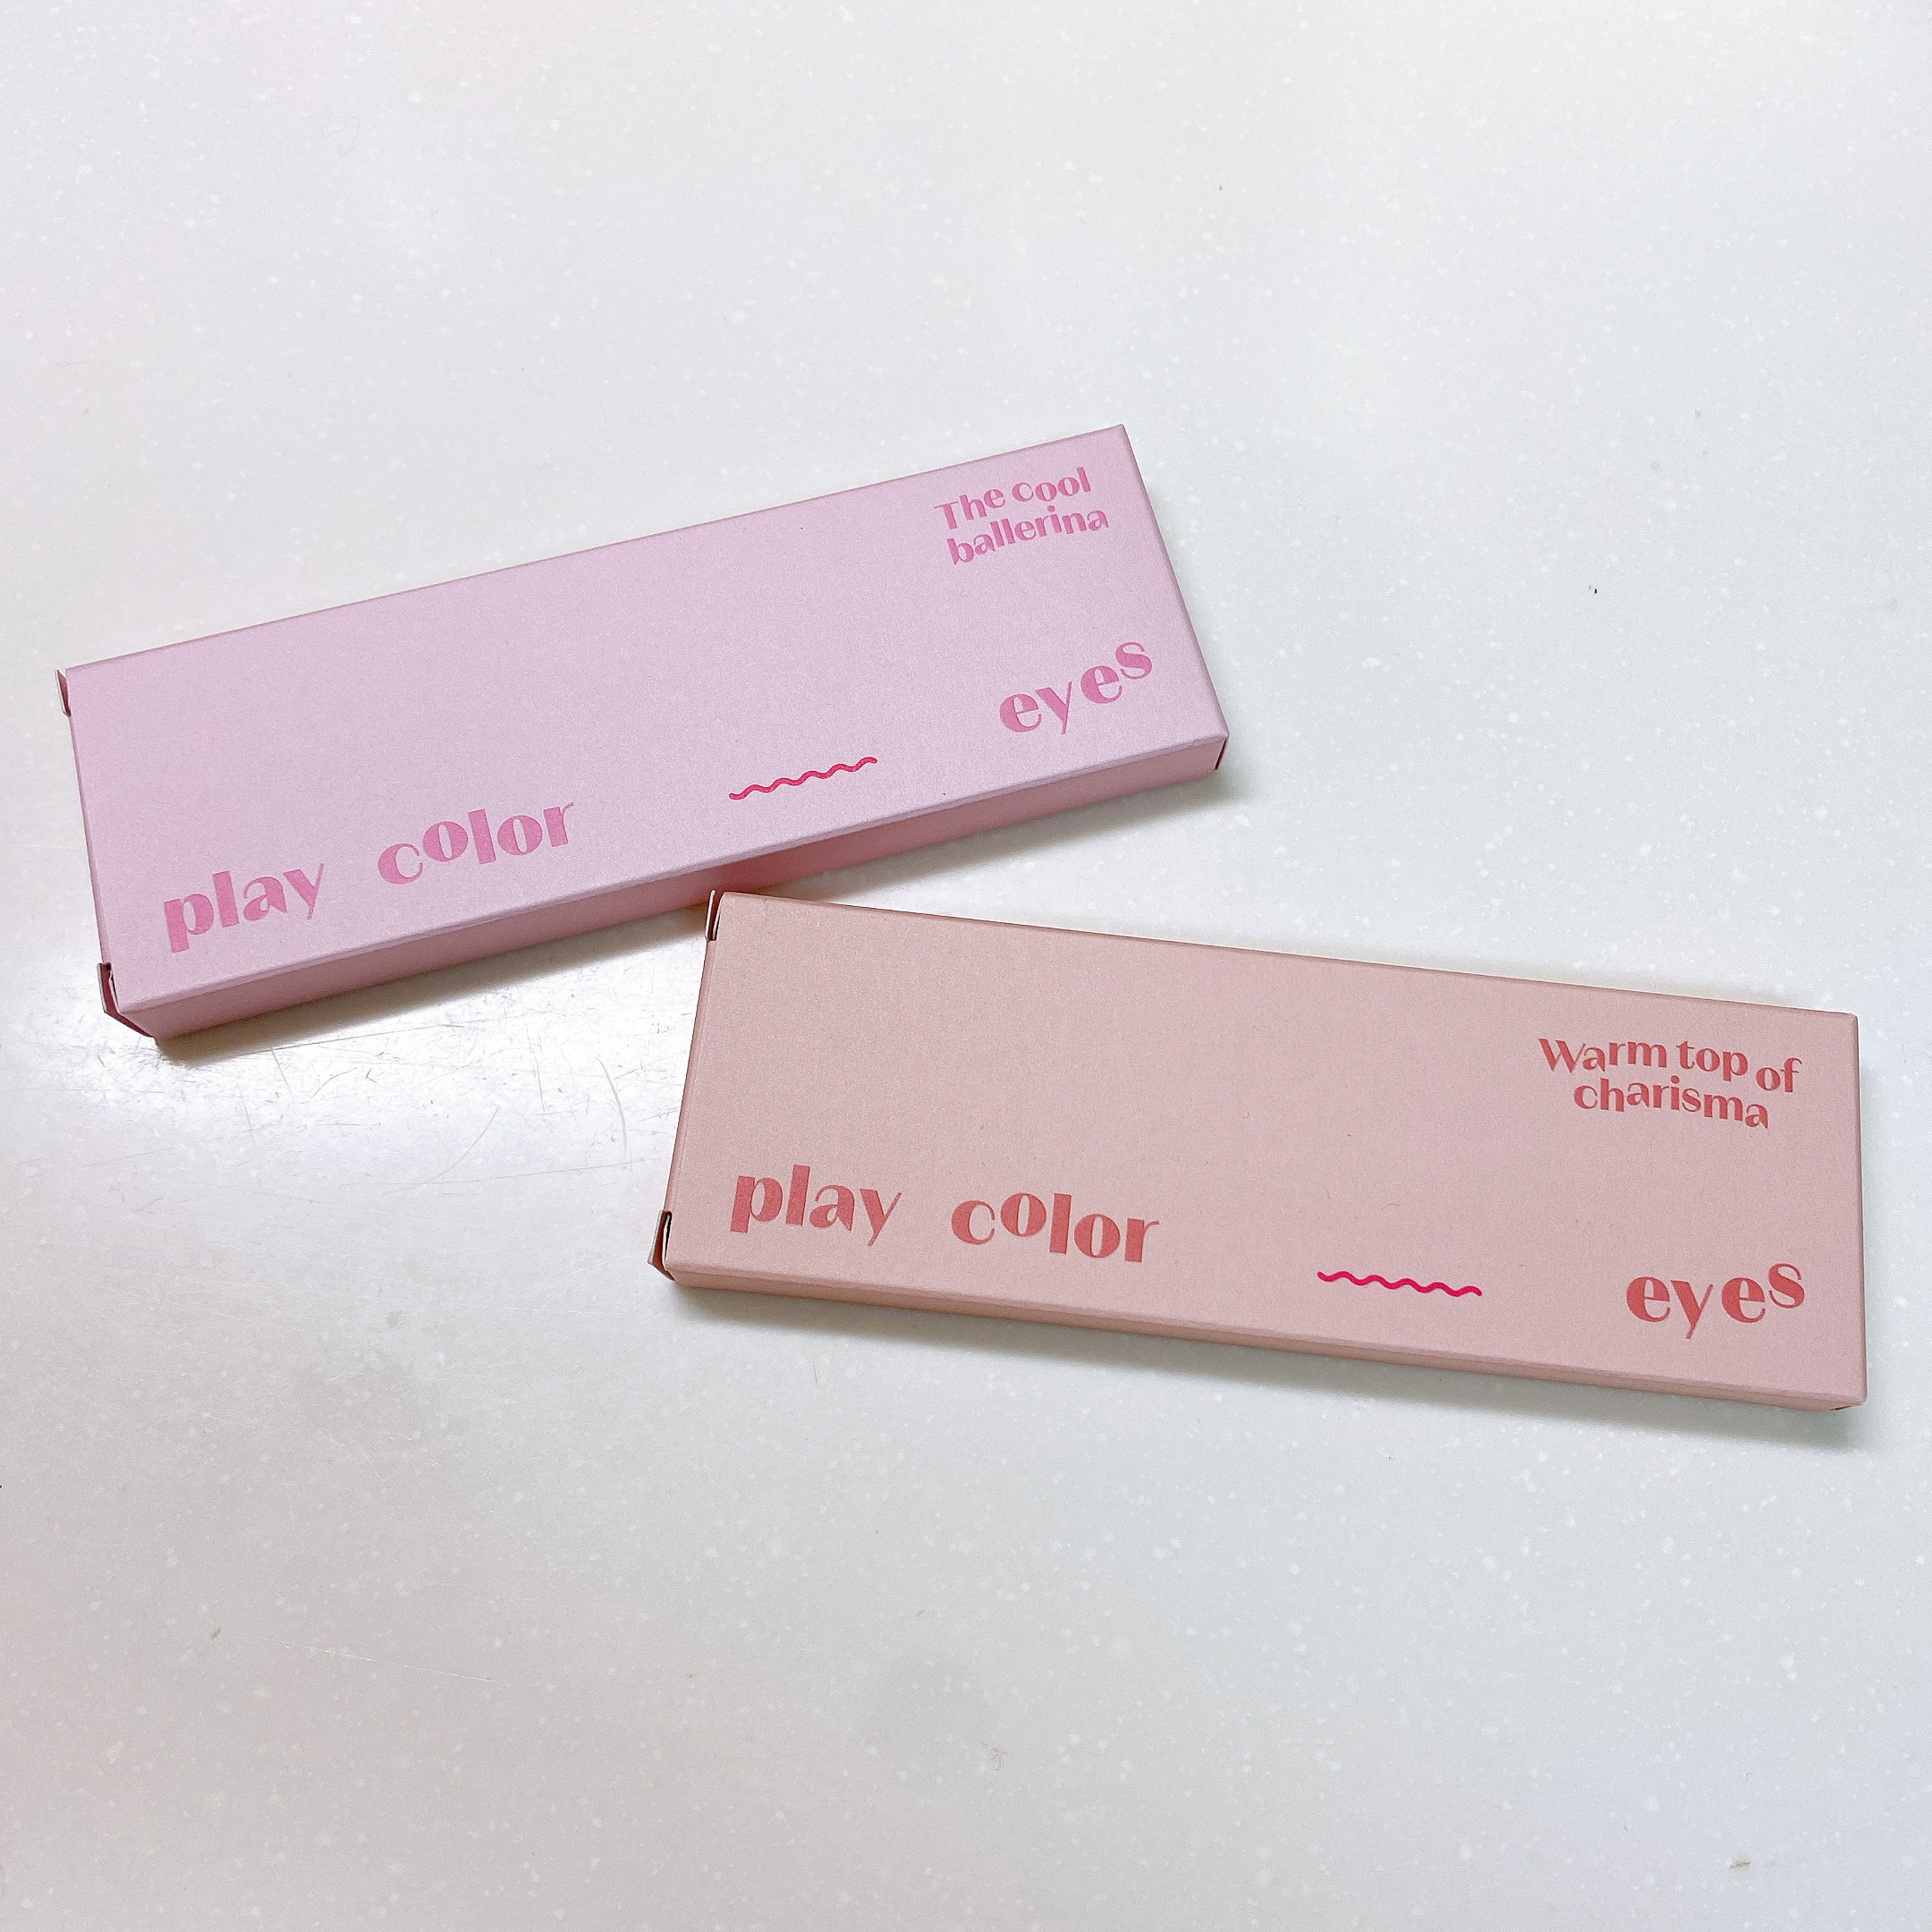 The cool
ballerina
play color eyes
Warm top of
charisma
play color eyes